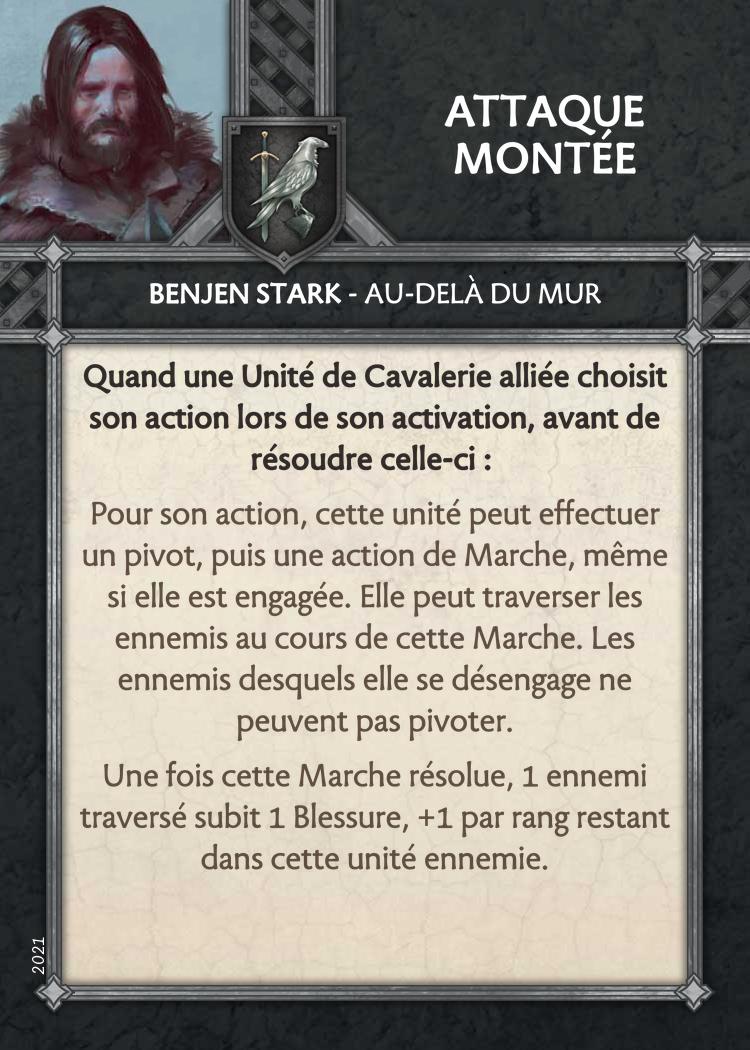 ATTAQUE
MONTÉE
BENJEN STARK - AU-DELÀ DU MUR
Quand une Unité de Cavalerie alliée choisit
son action lors de son activation, avant de
résoudre celle-ci :
Pour son action, cette unité peut effectuer
un pivot, puis une action de Marche, même
si elle est engagée. Elle peut traverser les
ennemis au cours de cette Marche. Les
ennemis desquels elle se désengage ne
peuvent pas pivoter.
Une fois cette Marche résolue, 1 ennemi
traversé subit 1 Blessure, +1 par rang restant
dans cette unité ennemie.
2021